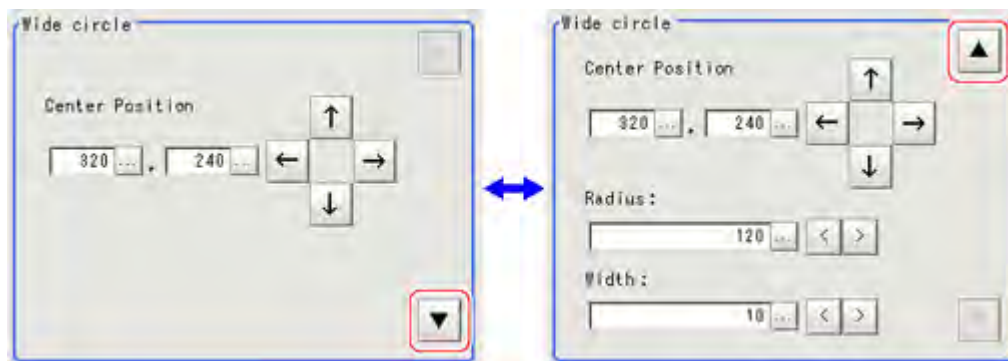 Wide circle
Center Position
320 ... , 240 ... ← ↑ → ↓
▼
Wide circle
▲
Center Position
320 ... , 240 ... ← ↑ → ↓
Radius:
120 ... < >
Width:
10 ... < >